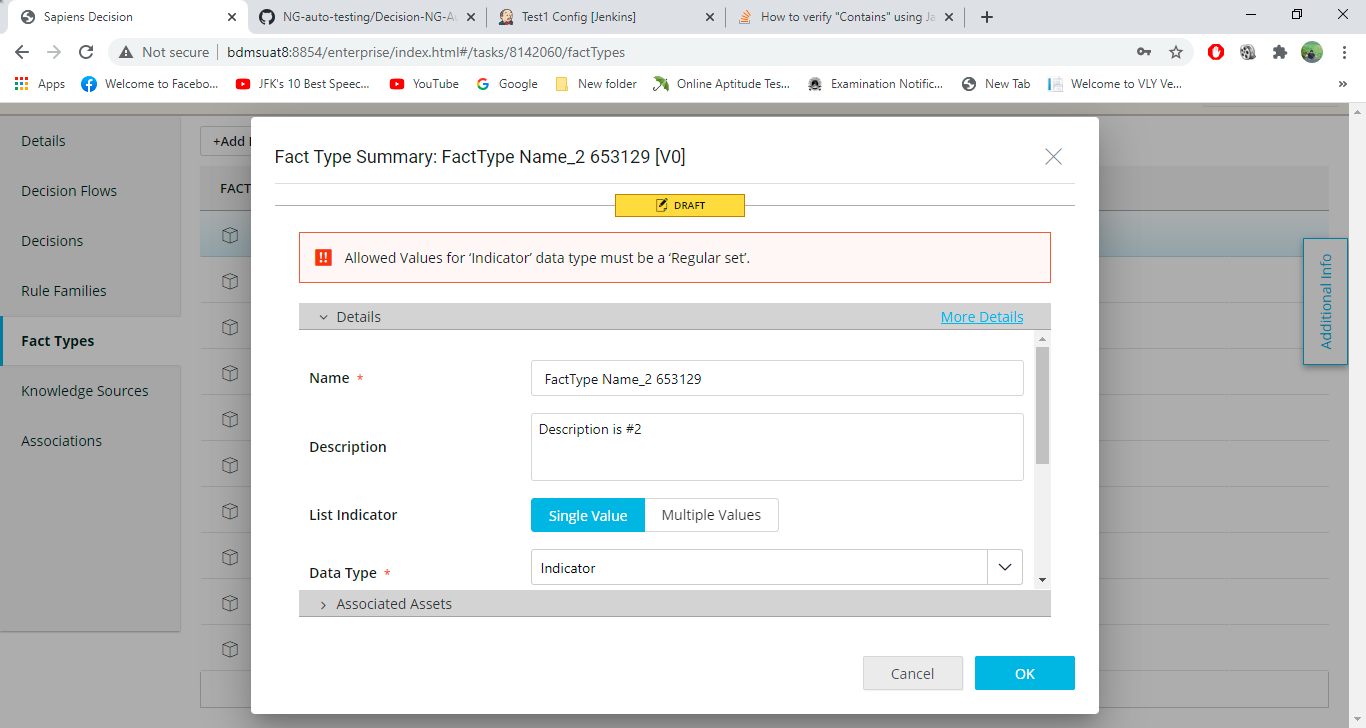 Sapiens Decision
NG-auto-testing/Decision-NG-Au
Test1 Config [Jenkins]
How to verify "Contains" using Ja
Not secure | bdmsuat8:8854/enterprise/index.html#/tasks/8142060/factTypes
Apps
Welcome to Facebo...
JFK's 10 Best Speec...
YouTube
Google
New folder
Online Aptitude Tes...
Examination Notific...
New Tab
Welcome to VLY Ve...
»
Details
Decision Flows
Decisions
Rule Families
Fact Types
Knowledge Sources
Associations
+Add
FACT
Fact Type Summary: FactType Name_2 653129 [V0]
DRAFT
!! Allowed Values for ‘Indicator’ data type must be a ‘Regular set’.
Details
More Details
Name *
FactType Name_2 653129
Description
Description is #2
List Indicator
Single Value
Multiple Values
Data Type *
Indicator
Associated Assets
Cancel
OK
Additional Info